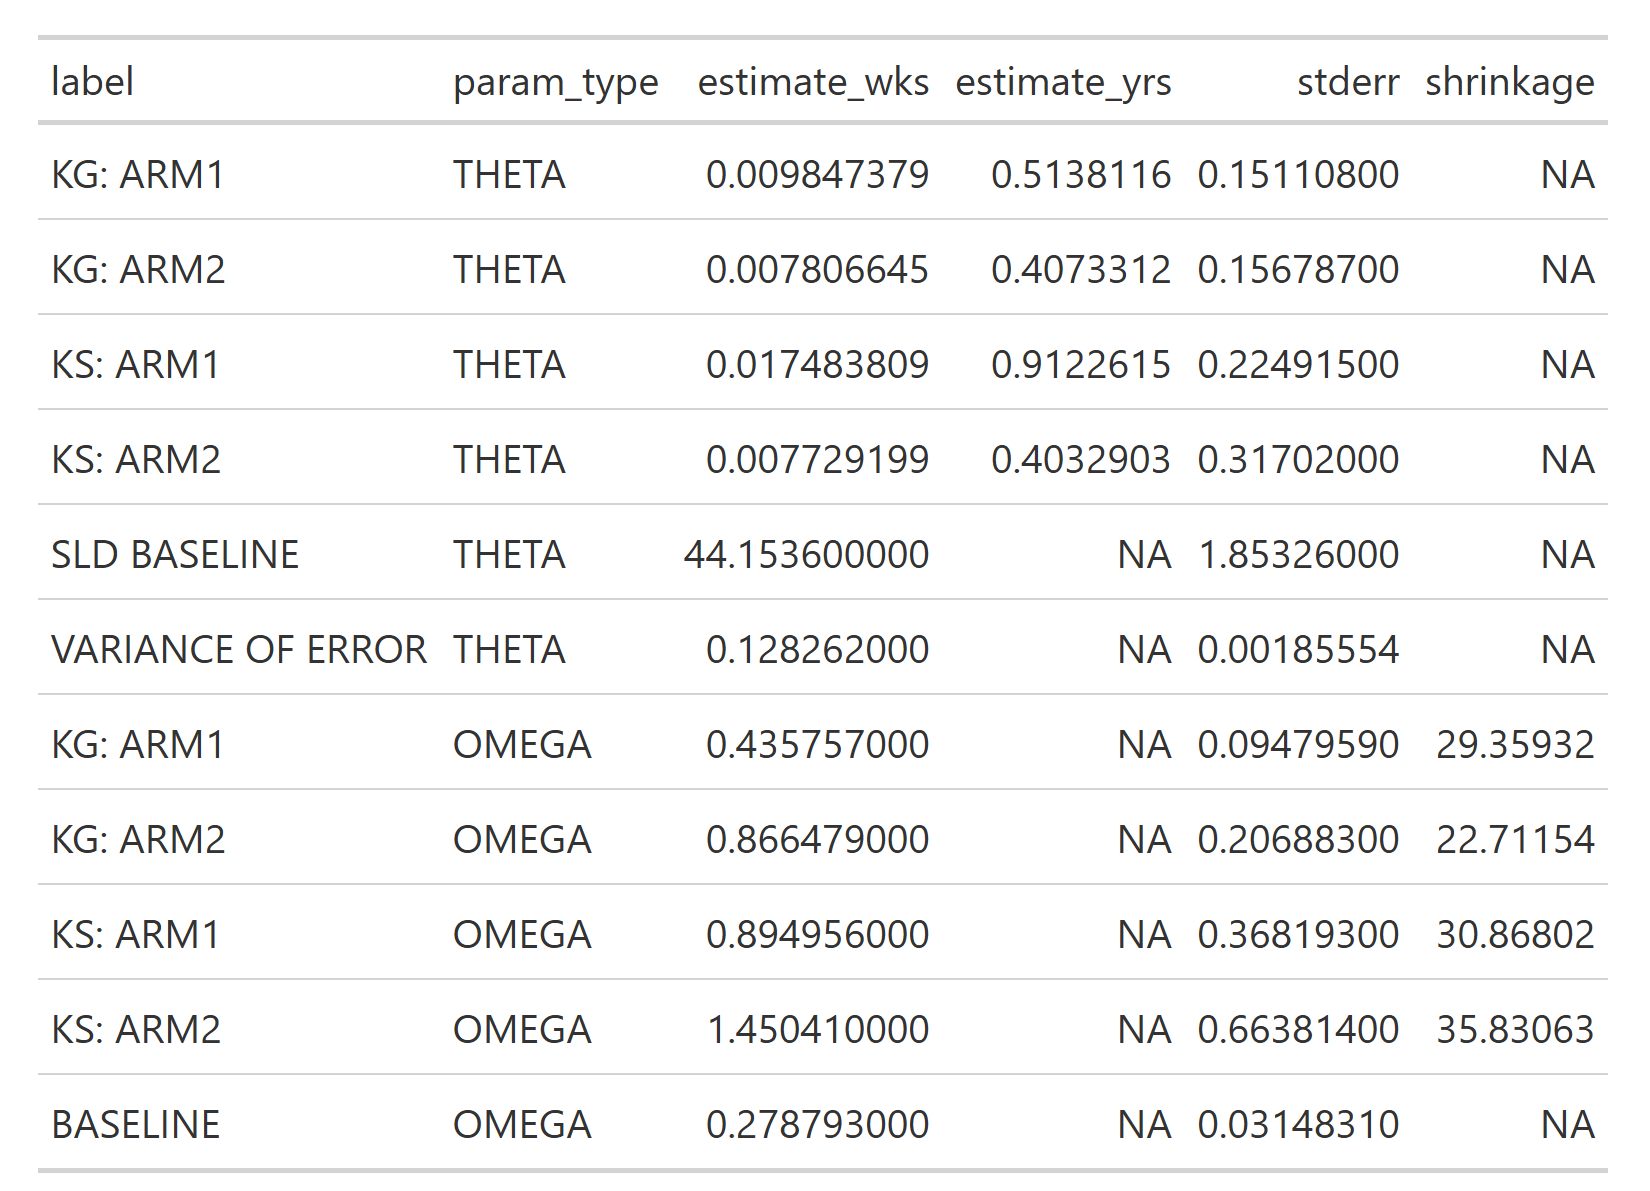 label param_type estimate_wks estimate_yrs stderr shrinkage
KG: ARM1 THETA 0.009847379 0.5138116 0.15110800 NA
KG: ARM2 THETA 0.007806645 0.4073312 0.15678700 NA
KS: ARM1 THETA 0.017483809 0.9122615 0.22491500 NA
KS: ARM2 THETA 0.007729199 0.4032903 0.31702000 NA
SLD BASELINE THETA 44.153600000 NA 1.85326000 NA
VARIANCE OF ERROR THETA 0.128262000 NA 0.00185554 NA
KG: ARM1 OMEGA 0.435757000 NA 0.09479590 29.35932
KG: ARM2 OMEGA 0.866479000 NA 0.20688300 22.71154
KS: ARM1 OMEGA 0.894956000 NA 0.36819300 30.86802
KS: ARM2 OMEGA 1.450410000 NA 0.66381400 35.83063
BASELINE OMEGA 0.278793000 NA 0.03148310 NA